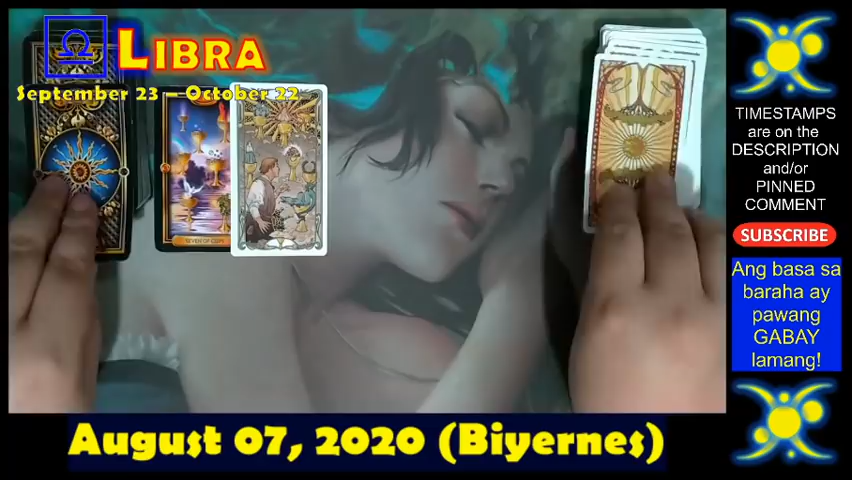 LIBRA
September 23 – October 22
SEVEN OF CUPS
TIMESTAMPS
are on the
DESCRIPTION
and/or
PINNED
COMMENT
SUBSCRIBE
Ang basa sa
baraha ay
pawang
GABAY
lamang!
August 07, 2020 (Biyernes)